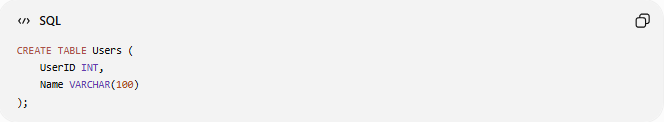 SQL
CREATE TABLE Users (
    UserID INT,
    Name VARCHAR(100)
);